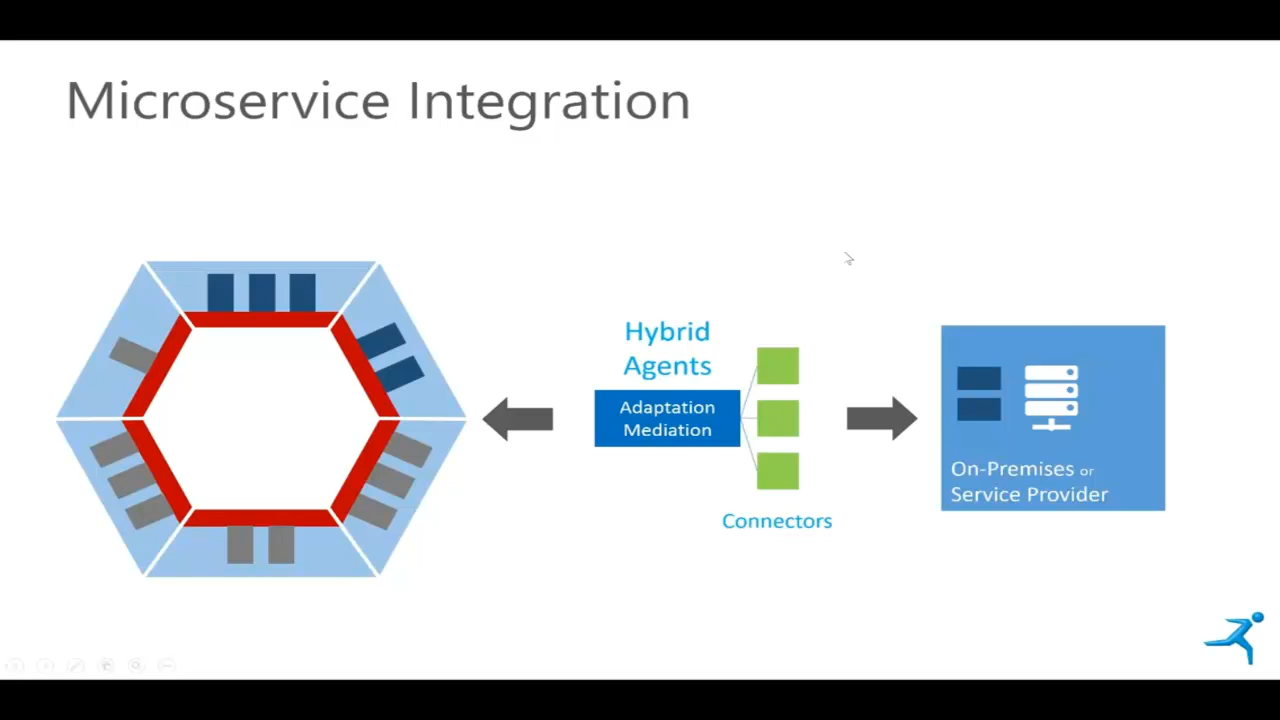 Microservice Integration
Hybrid
Agents
Adaptation
Mediation
Connectors
On-Premises or
Service Provider